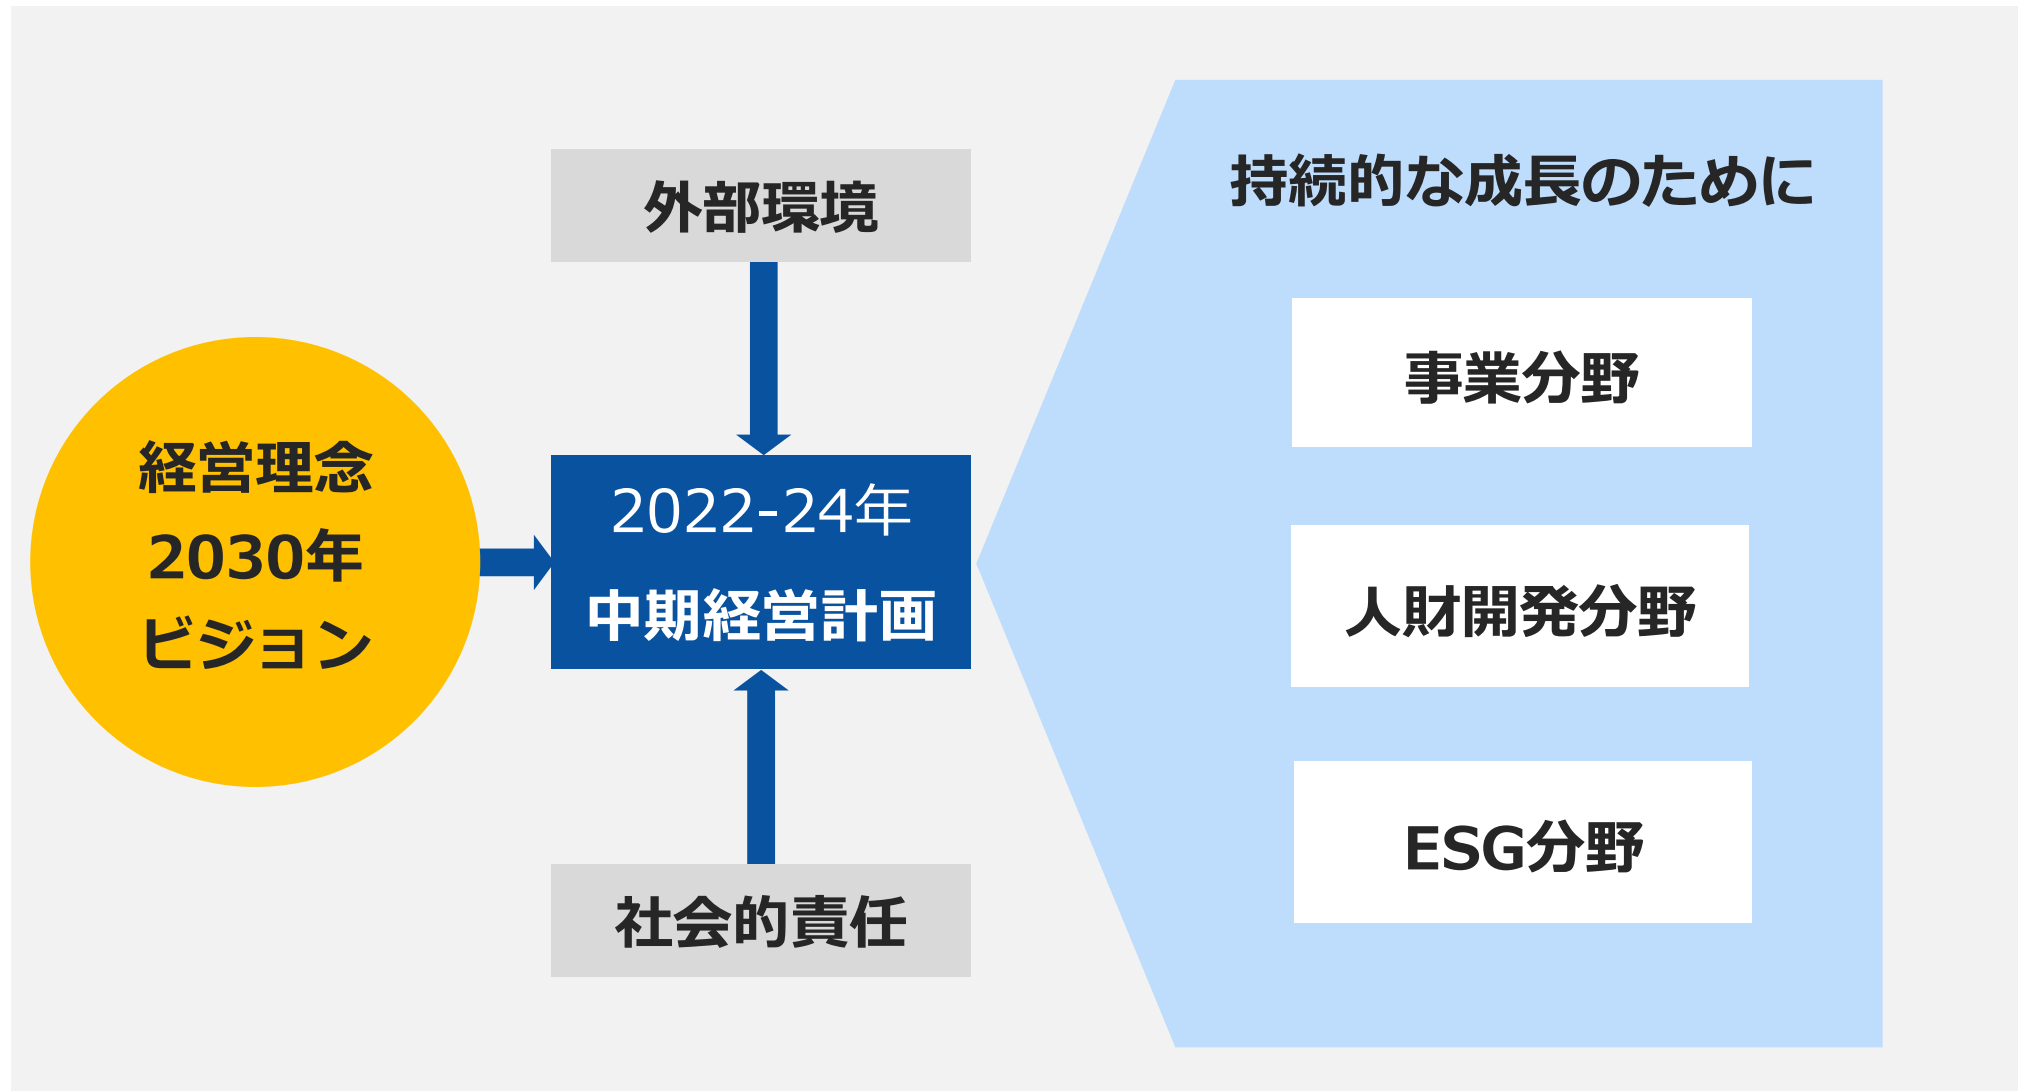 経営理念
2030年
ビジョン
外部環境
2022-24年
中期経営計画
社会的責任
持続的な成長のために
事業分野
人財開発分野
ESG分野